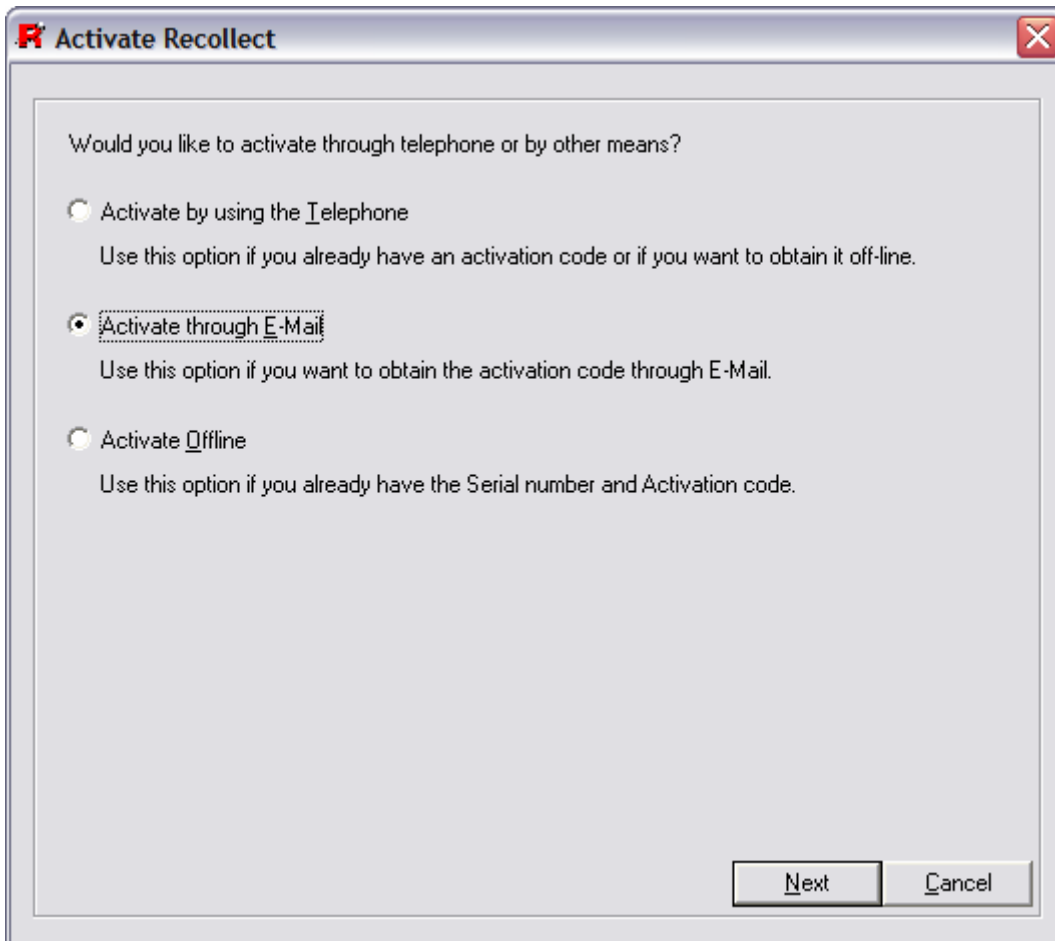 Activate Recollect
Would you like to activate through telephone or by other means?
Activate by using the Telephone
Use this option if you already have an activation code or if you want to obtain it off-line.
Activate through E-Mail
Use this option if you want to obtain the activation code through E-Mail.
Activate Offline
Use this option if you already have the Serial number and Activation code.
Next Cancel